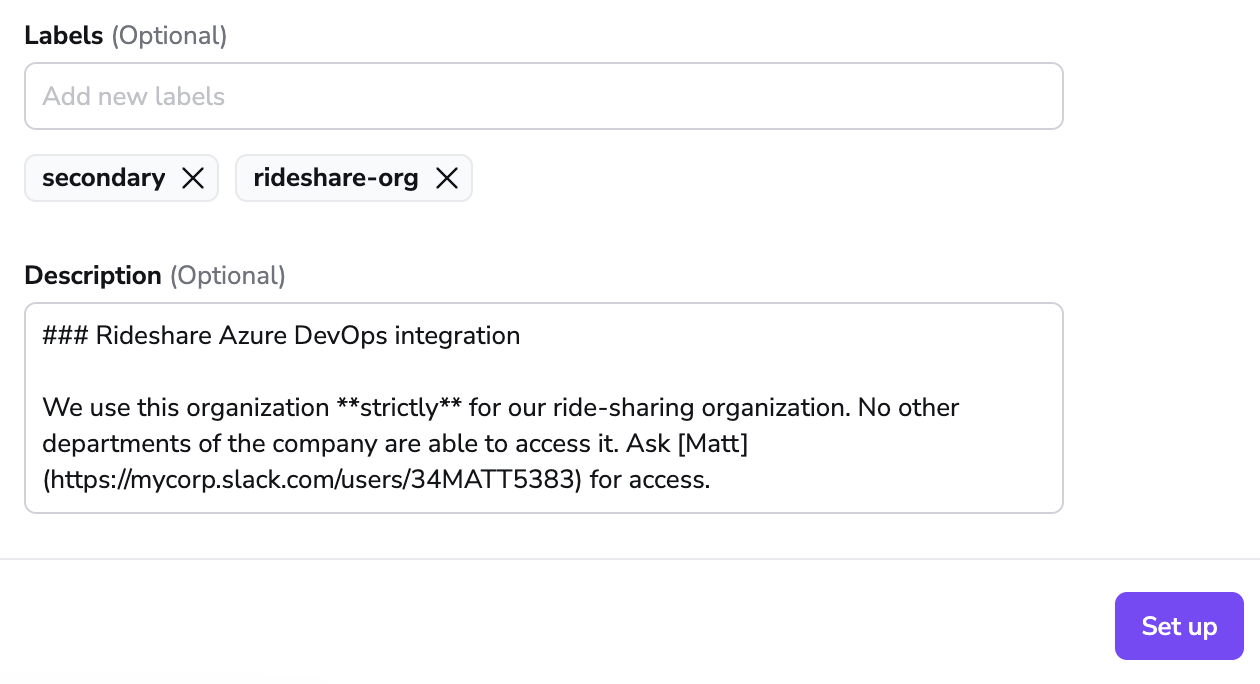 Labels (Optional)
Add new labels
secondary
rideshare-org
Description (Optional)
### Rideshare Azure DevOps integration
We use this organization **strictly** for our ride-sharing organization. No other
departments of the company are able to access it. Ask [Matt]
(https://mycorp.slack.com/users/34MATT5383) for access.
Set up